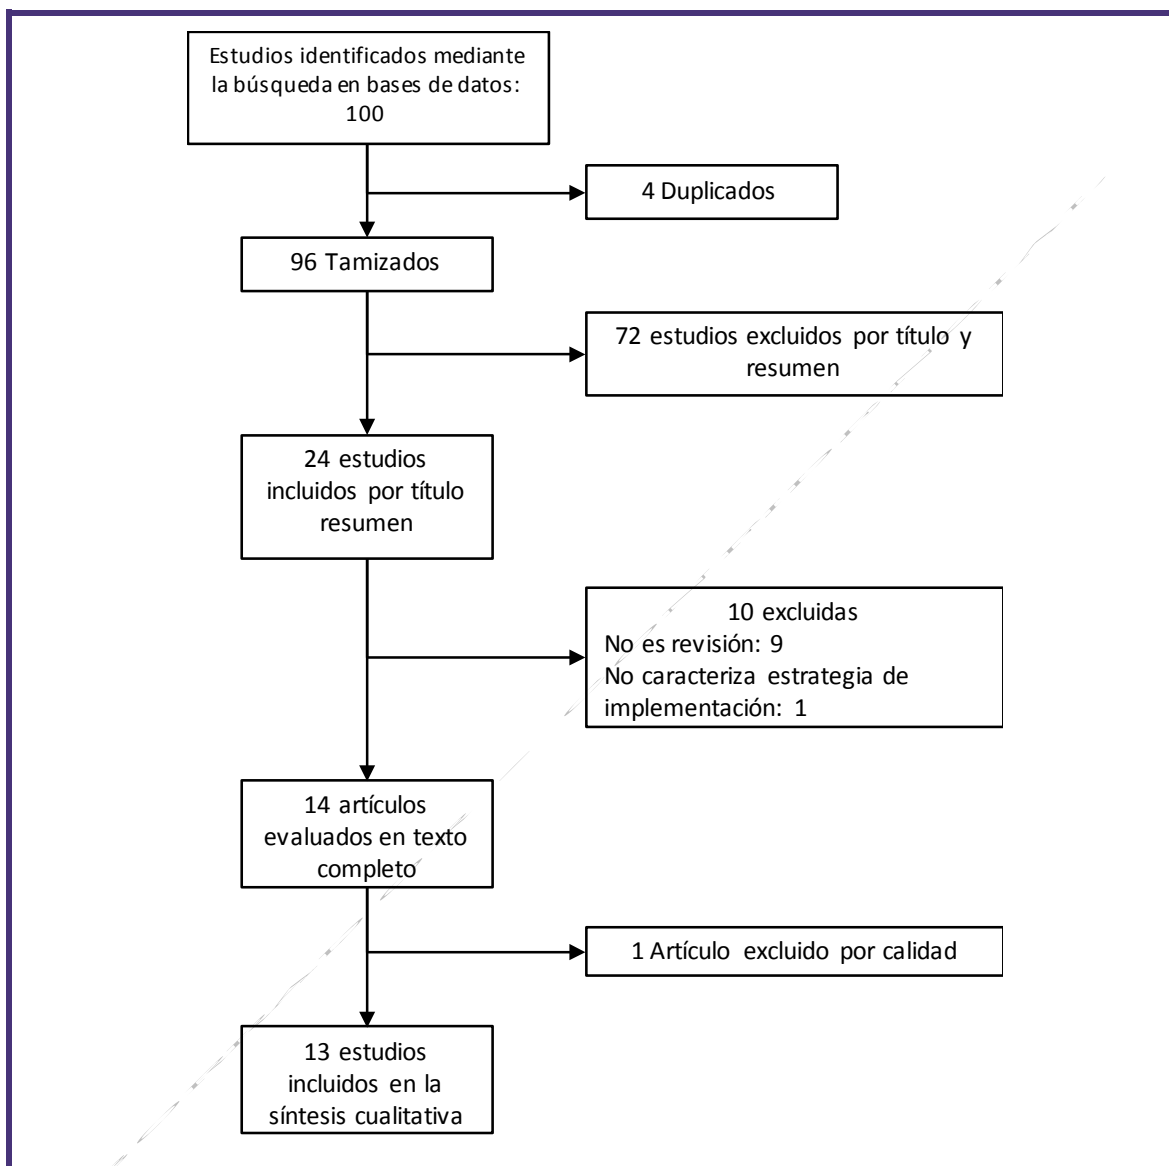 Estudios identificados mediante
la búsqueda en bases de datos:
100
4 Duplicados
96 Tamizados
72 estudios excluidos por título y
resumen
24 estudios
incluidos por título
resumen
10 excluidas
No es revisión: 9
No caracteriza estrategia de
implementación: 1
14 artículos
evaluados en texto
completo
1 Artículo excluido por calidad
13 estudios
incluidos en la
síntesis cualitativa